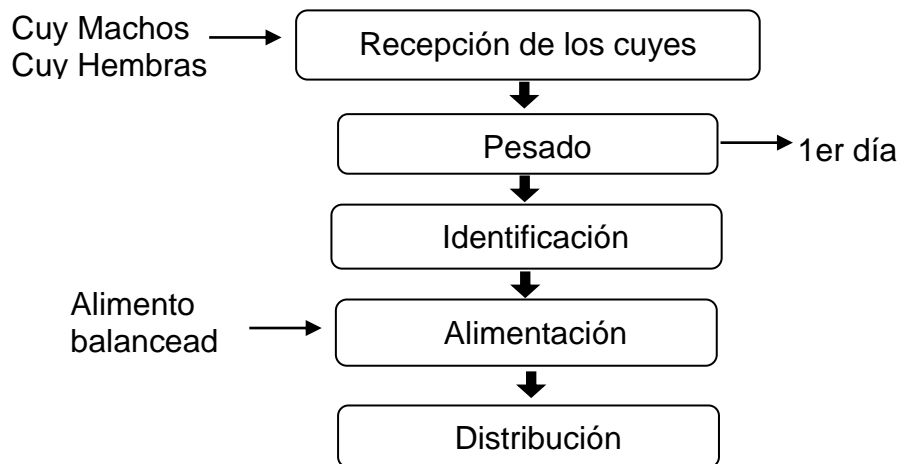 Cuy Machos
Cuy Hembras
Recepción de los cuyes
Pesado
1er día
Identificación
Alimento
balancead
Alimentación
Distribución